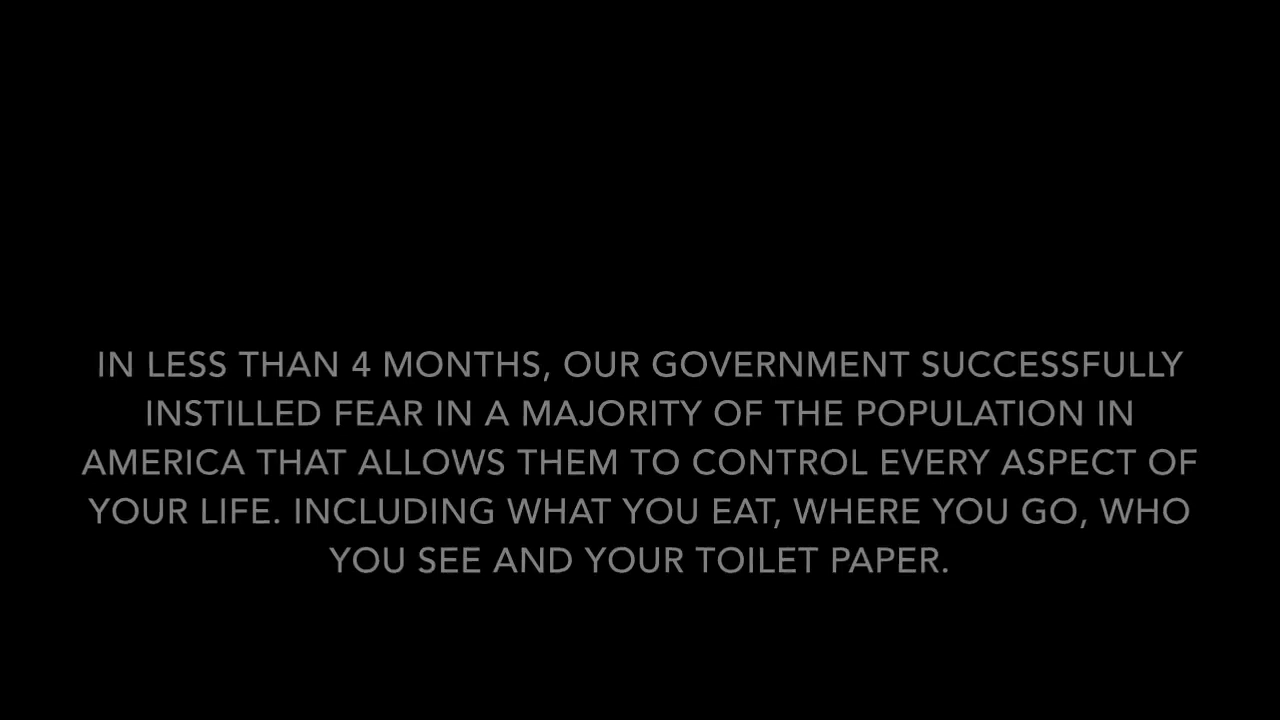 IN LESS THAN 4 MONTHS, OUR GOVERNMENT SUCCESSFULLY
INSTILLED FEAR IN A MAJORITY OF THE POPULATION IN
AMERICA THAT ALLOWS THEM TO CONTROL EVERY ASPECT OF
YOUR LIFE. INCLUDING WHAT YOU EAT, WHERE YOU GO, WHO
YOU SEE AND YOUR TOILET PAPER.